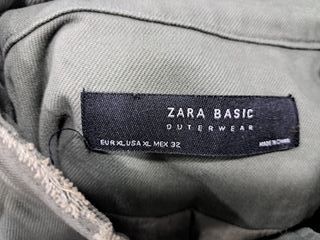 ZARA BASIC
OUTERWEAR
EUR XL USA XL MEX 32
MADE IN CHINA